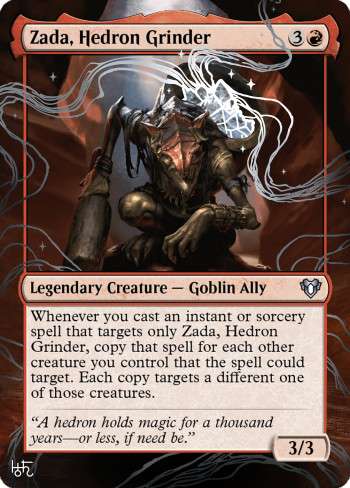 Zada, Hedron Grinder 3
Legendary Creature — Goblin Ally
Whenever you cast an instant or sorcery
spell that targets only Zada, Hedron
Grinder, copy that spell for each other
creature you control that the spell could
target. Each copy targets a different one
of those creatures.
“A hedron holds magic for a thousand
years—or less, if need be.”
3/3